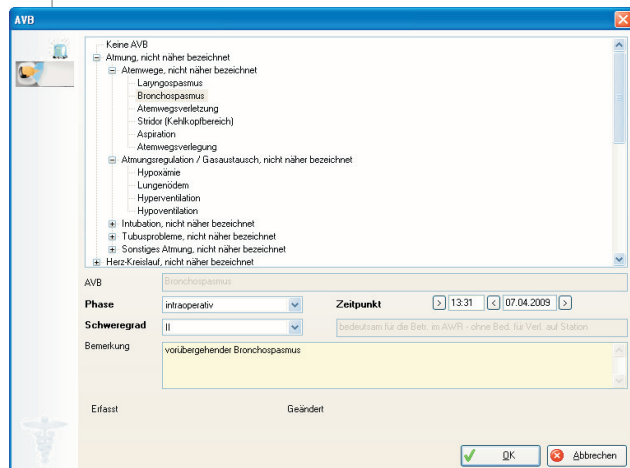 AVB
Keine AVB
Atmung, nicht näher bezeichnet
Atemwege, nicht näher bezeichnet
Laryngospasmus
Bronchospasmus
Atemwegsverletzung
Stridor (Kehlkopfbereich)
Aspiration
Atemwegsverlegung
Atmungsregulation / Gasaustausch, nicht näher bezeichnet
Hypoxämie
Lungenödem
Hyperventilation
Hypoventilation
Intubation, nicht näher bezeichnet
Tubusprobleme, nicht näher bezeichnet
Sonstiges Atmung, nicht näher bezeichnet
Herz-Kreislauf, nicht näher bezeichnet
AVB Bronchospasmus
Phase intraoperativ Zeitpunkt > 13:31 < 07.04.2009 >
Schweregrad II bedeutsam für die Beh. im AWR - ohne Bed. für Verl. auf Station
Bemerkung vorübergehender Bronchospasmus
Erfasst Geändert
OK Abbrechen